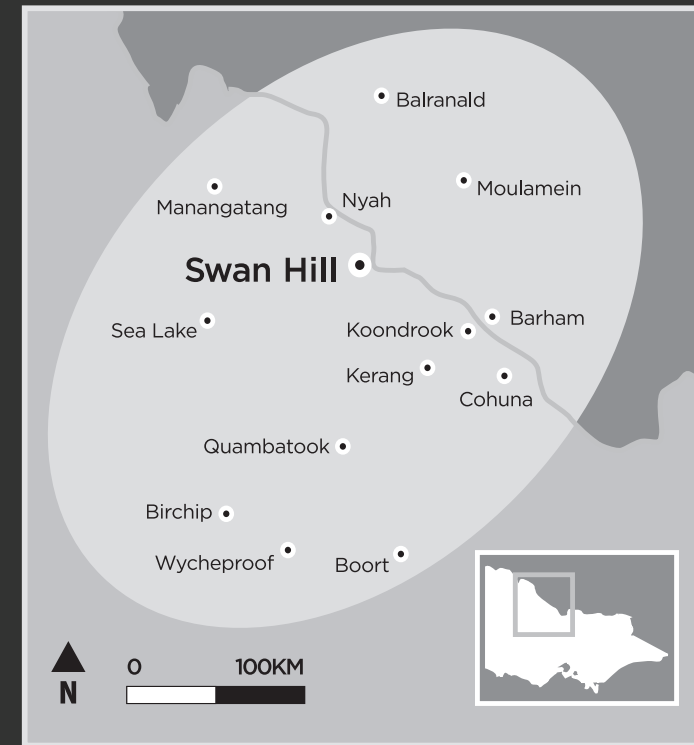 Balranald
Moulamein
Manangatang
Nyah
Swan Hill
Barham
Sea Lake
Koondrook
Kerang
Cohuna
Quambatook
Birchip
Wycheproof
Boort
0 100KM
N